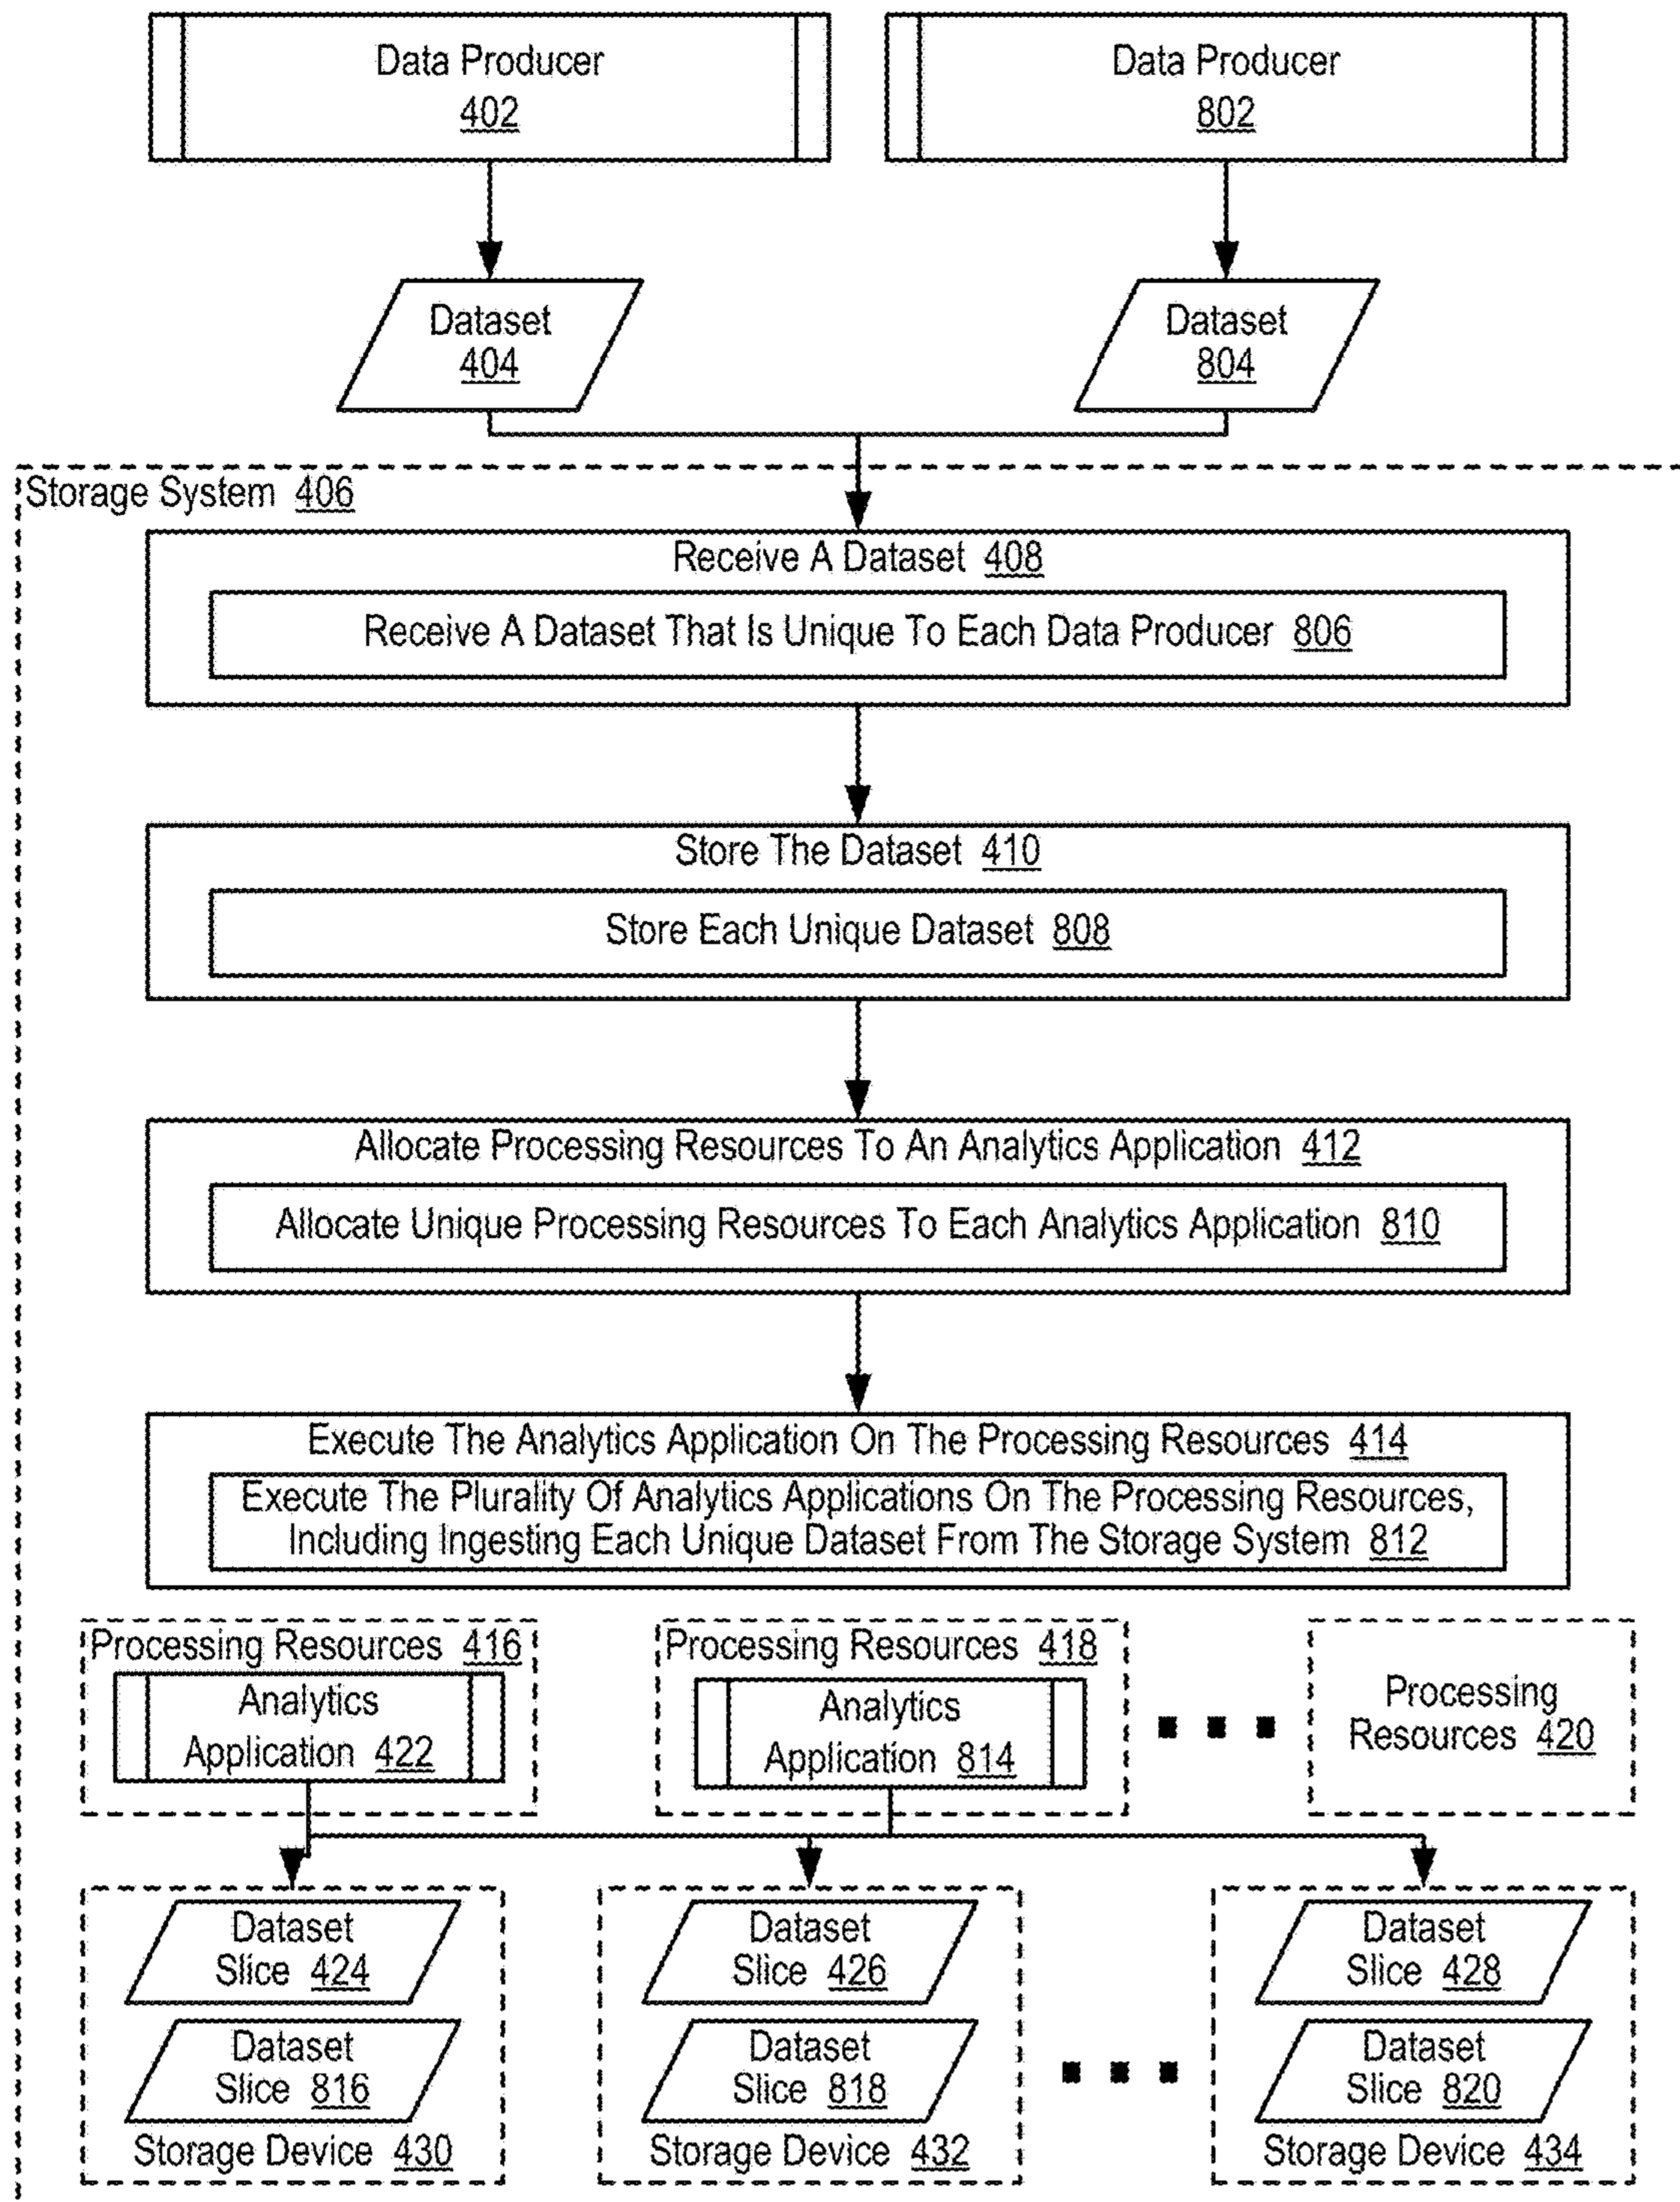 Data Producer
402
Data Producer
802
Dataset
404
Dataset
804
Storage System 406
Receive A Dataset 408
Receive A Dataset That Is Unique To Each Data Producer 806
Store The Dataset 410
Store Each Unique Dataset 808
Allocate Processing Resources To An Analytics Application 412
Allocate Unique Processing Resources To Each Analytics Application 810
Execute The Analytics Application On The Processing Resources 414
Execute The Plurality Of Analytics Applications On The Processing Resources,
Including Ingesting Each Unique Dataset From The Storage System 812
Processing Resources 416
Analytics
Application 422
Processing Resources 418
Analytics
Application 814
Processing
Resources 420
Dataset
Slice 424
Dataset
Slice 816
Storage Device 430
Dataset
Slice 426
Dataset
Slice 818
Storage Device 432
Dataset
Slice 428
Dataset
Slice 820
Storage Device 434